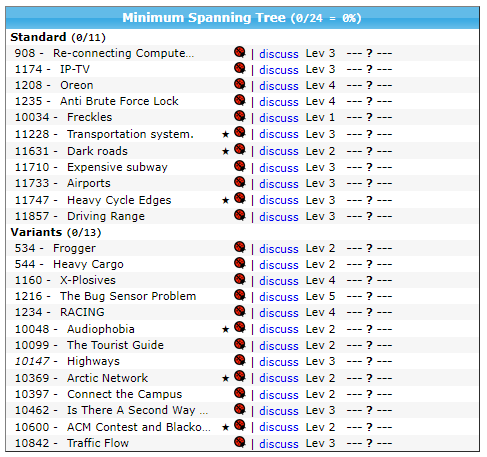 Minimum Spanning Tree (0/24 = 0%)
Standard (0/11)
908 - Re-connecting Compute... | discuss Lev 3 --- ? ---
1174 - IP-TV | discuss Lev 3 --- ? ---
1208 - Oreon | discuss Lev 4 --- ? ---
1235 - Anti Brute Force Lock | discuss Lev 4 --- ? ---
10034 - Freckles | discuss Lev 1 --- ? ---
11228 - Transportation system. ★ | discuss Lev 3 --- ? ---
11631 - Dark roads ★ | discuss Lev 2 --- ? ---
11710 - Expensive subway | discuss Lev 3 --- ? ---
11733 - Airports | discuss Lev 3 --- ? ---
11747 - Heavy Cycle Edges ★ | discuss Lev 3 --- ? ---
11857 - Driving Range | discuss Lev 3 --- ? ---
Variants (0/13)
534 - Frogger | discuss Lev 2 --- ? ---
544 - Heavy Cargo | discuss Lev 2 --- ? ---
1160 - X-Plosives | discuss Lev 4 --- ? ---
1216 - The Bug Sensor Problem | discuss Lev 5 --- ? ---
1234 - RACING | discuss Lev 4 --- ? ---
10048 - Audiophobia ★ | discuss Lev 2 --- ? ---
10099 - The Tourist Guide | discuss Lev 2 --- ? ---
10147 - Highways | discuss Lev 3 --- ? ---
10369 - Arctic Network ★ | discuss Lev 2 --- ? ---
10397 - Connect the Campus | discuss Lev 2 --- ? ---
10462 - Is There A Second Way ... | discuss Lev 3 --- ? ---
10600 - ACM Contest and Blacko... ★ | discuss Lev 2 --- ? ---
10842 - Traffic Flow | discuss Lev 3 --- ? ---